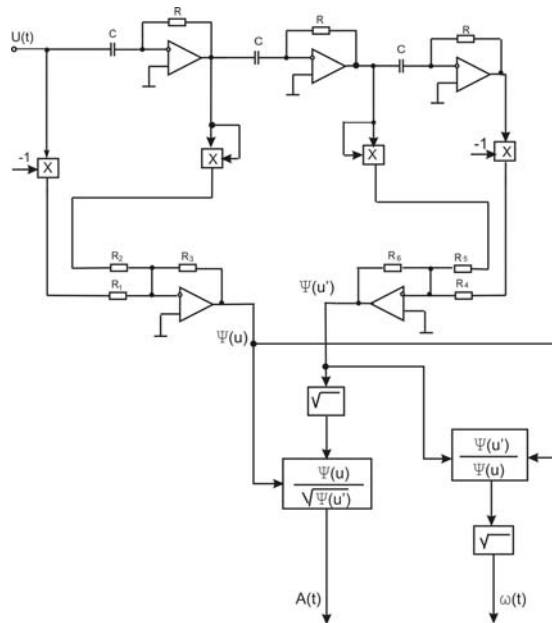 U(t)
C
R
C
R
C
R
-1
X
X
X
-1
X
R₂
R₃
R₁
R₆
R₅
R₄
Ψ(u')
Ψ(u)
√
Ψ(u)
√Ψ(u')
Ψ(u')
Ψ(u)
√
A(t)
ω(t)